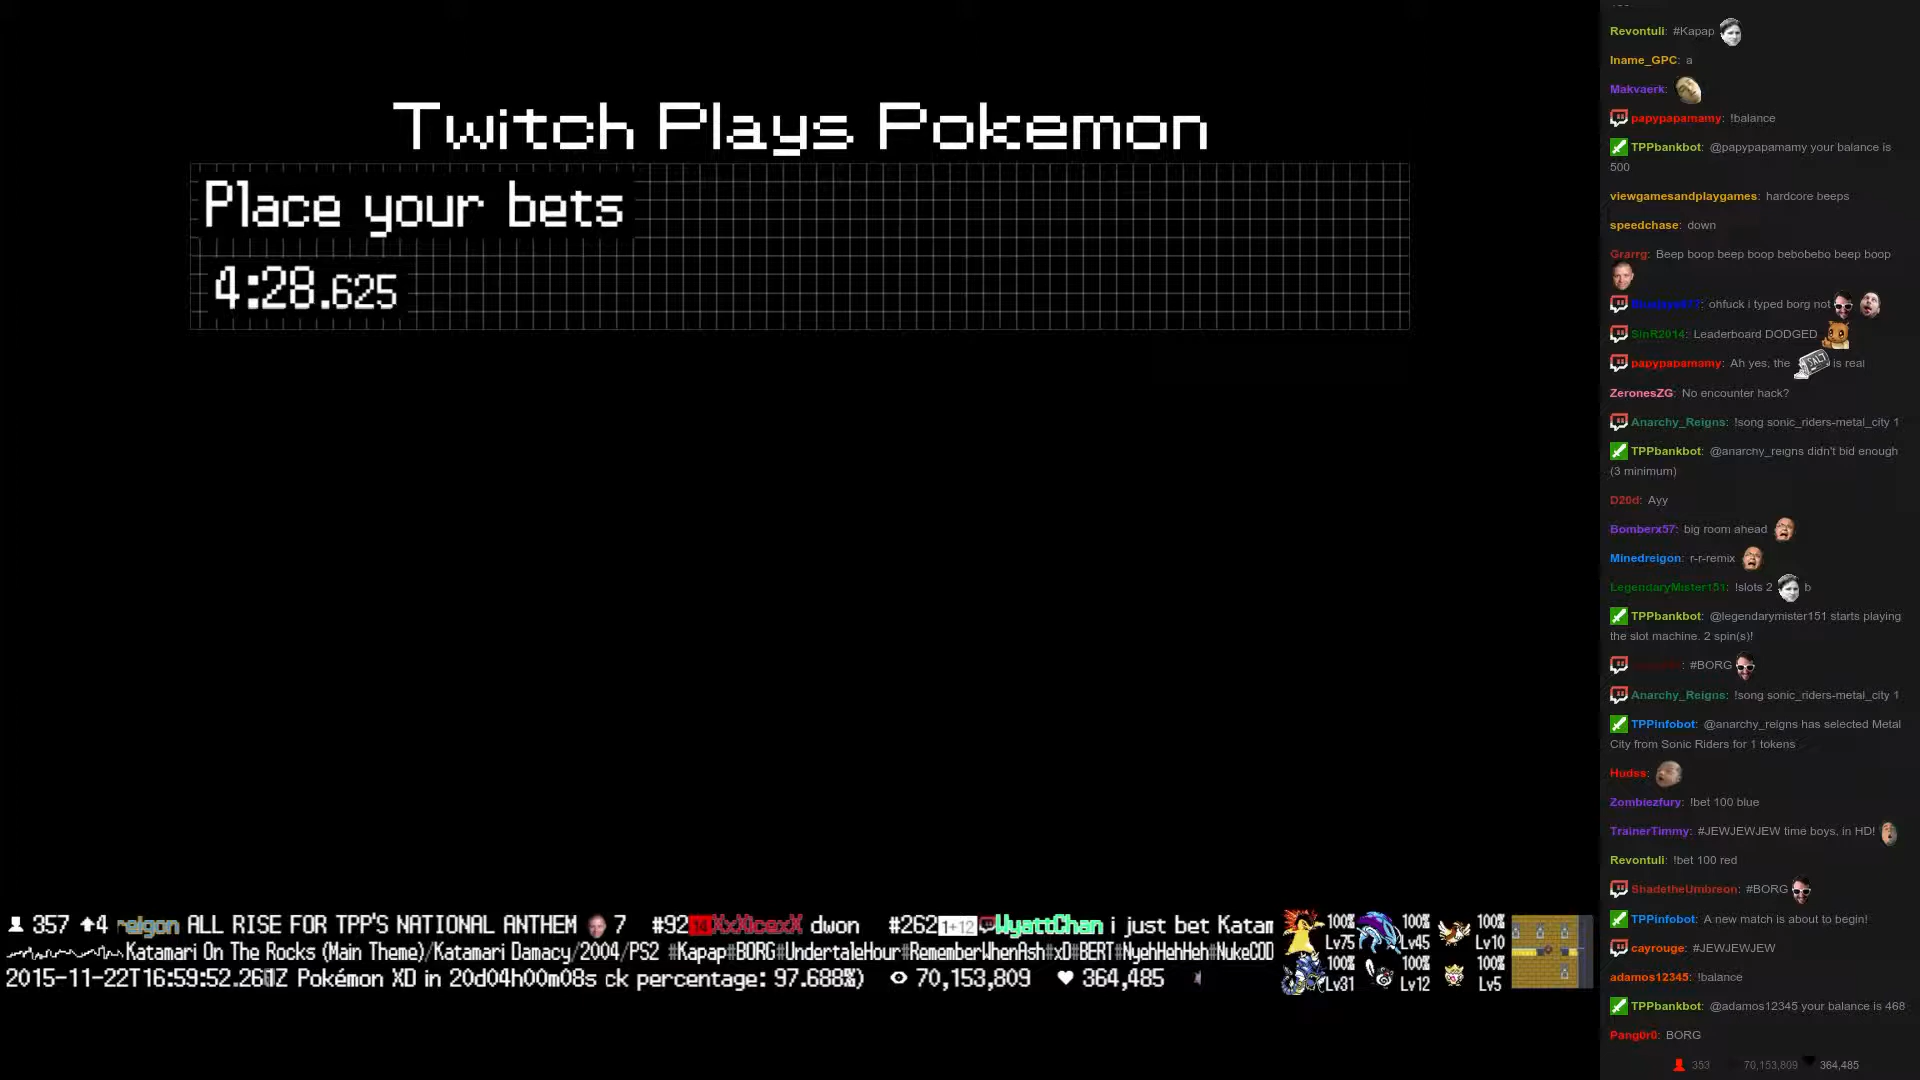 Twitch Plays Pokemon
Place your bets
4:28.625
357 4 reigon ALL RISE FOR TPP'S NATIONAL ANTHEM 7 #92 14 XxXIcexX dwon #262 1+12 WyattChan i just bet Katam
Katamari On The Rocks (Main Theme)/Katamari Damacy/2004/PS2 #Kapap#BORG#UndertaleHour#RememberWhenAsh#xD#BERT#NyehHehHeh#NukeCOD
Pokémon XD in 20d04h00m08s ck percentage: 97.688%) 70,153,809 364,485
100% 100% 100%
Lv75 Lv45 Lv10
100% 100% 100%
Lv31 Lv12 Lv5
Revontuli: #Kapap
Iname_GPC: a
Makvaerk:
papypapamamy: !balance
TPPbankbot: @papypapamamy your balance is
500
viewgamesandplaygames: hardcore beeps
speedchase: down
Grarrg: Beep boop beep boop bebobebo beep boop
: ohfuck i typed borg not
SinR2014: Leaderboard DODGED
papypapamamy: Ah yes, the SALT is real
ZeronesZG: No encounter hack?
Anarchy_Reigns: !song sonic_riders-metal_city 1
TPPbankbot: @anarchy_reigns didn't bid enough
(3 minimum)
D20d: Ayy
Bomberx57: big room ahead
Minedreigon: r-r-remix
LegendaryMister151: !slots 2 b
TPPbankbot: @legendarymister151 starts playing
the slot machine. 2 spin(s)!
: #BORG
Anarchy_Reigns: !song sonic_riders-metal_city 1
TPPinfobot: @anarchy_reigns has selected Metal
City from Sonic Riders for 1 tokens
Hudss:
Zombiezfury: !bet 100 blue
TrainerTimmy: #JEWJEWJEW time boys, in HD!
Revontuli: !bet 100 red
ShadetheUmbreon: #BORG
TPPinfobot: A new match is about to begin!
cayrouge: #JEWJEWJEW
adamos12345: !balance
TPPbankbot: @adamos12345 your balance is 468
Pang0r0: BORG
353 70,153,809 364,485